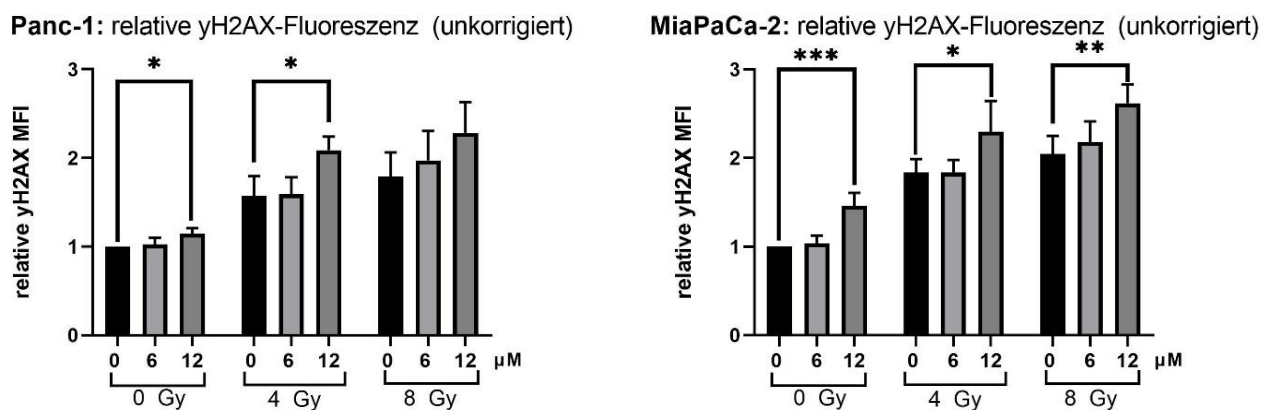 Panc-1: relative yH2AX-Fluoreszenz (unkorrigiert)
* *
relative yH2AX MFI
3
2
1
0
0 6 12 0 6 12 0 6 12 µM
0 Gy 4 Gy 8 Gy
MiaPaCa-2: relative yH2AX-Fluoreszenz (unkorrigiert)
*** * **
relative yH2AX MFI
3
2
1
0
0 6 12 0 6 12 0 6 12 µM
0 Gy 4 Gy 8 Gy